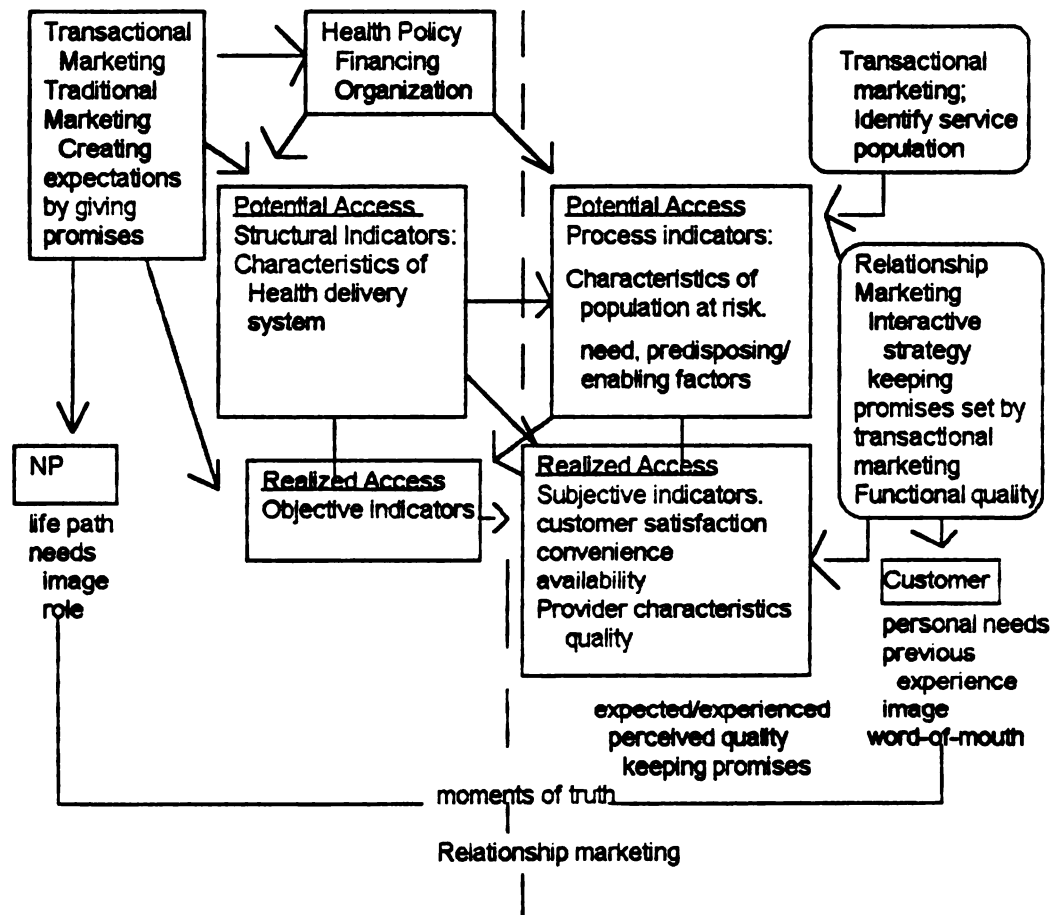 Transactional
Marketing
Traditional
Marketing
Creating
expectations
by giving
promises
Health Policy
Financing
Organization
Transactional
marketing;
Identify service
population
Potential Access
Structural Indicators:
Characteristics of
Health delivery
system
Potential Access
Process indicators:
Characteristics of
population at risk.
need, predisposing/
enabling factors
Relationship
Marketing
Interactive
strategy
keeping
promises set by
transactional
marketing
Functional quality
NP
life path
needs
image
role
Realized Access
Objective indicators
Realized Access
Subjective indicators.
customer satisfaction
convenience
availability
Provider characteristics
quality
Customer
personal needs
previous
experience
image
word-of-mouth
expected/experienced
perceived quality
keeping promises
moments of truth
Relationship marketing